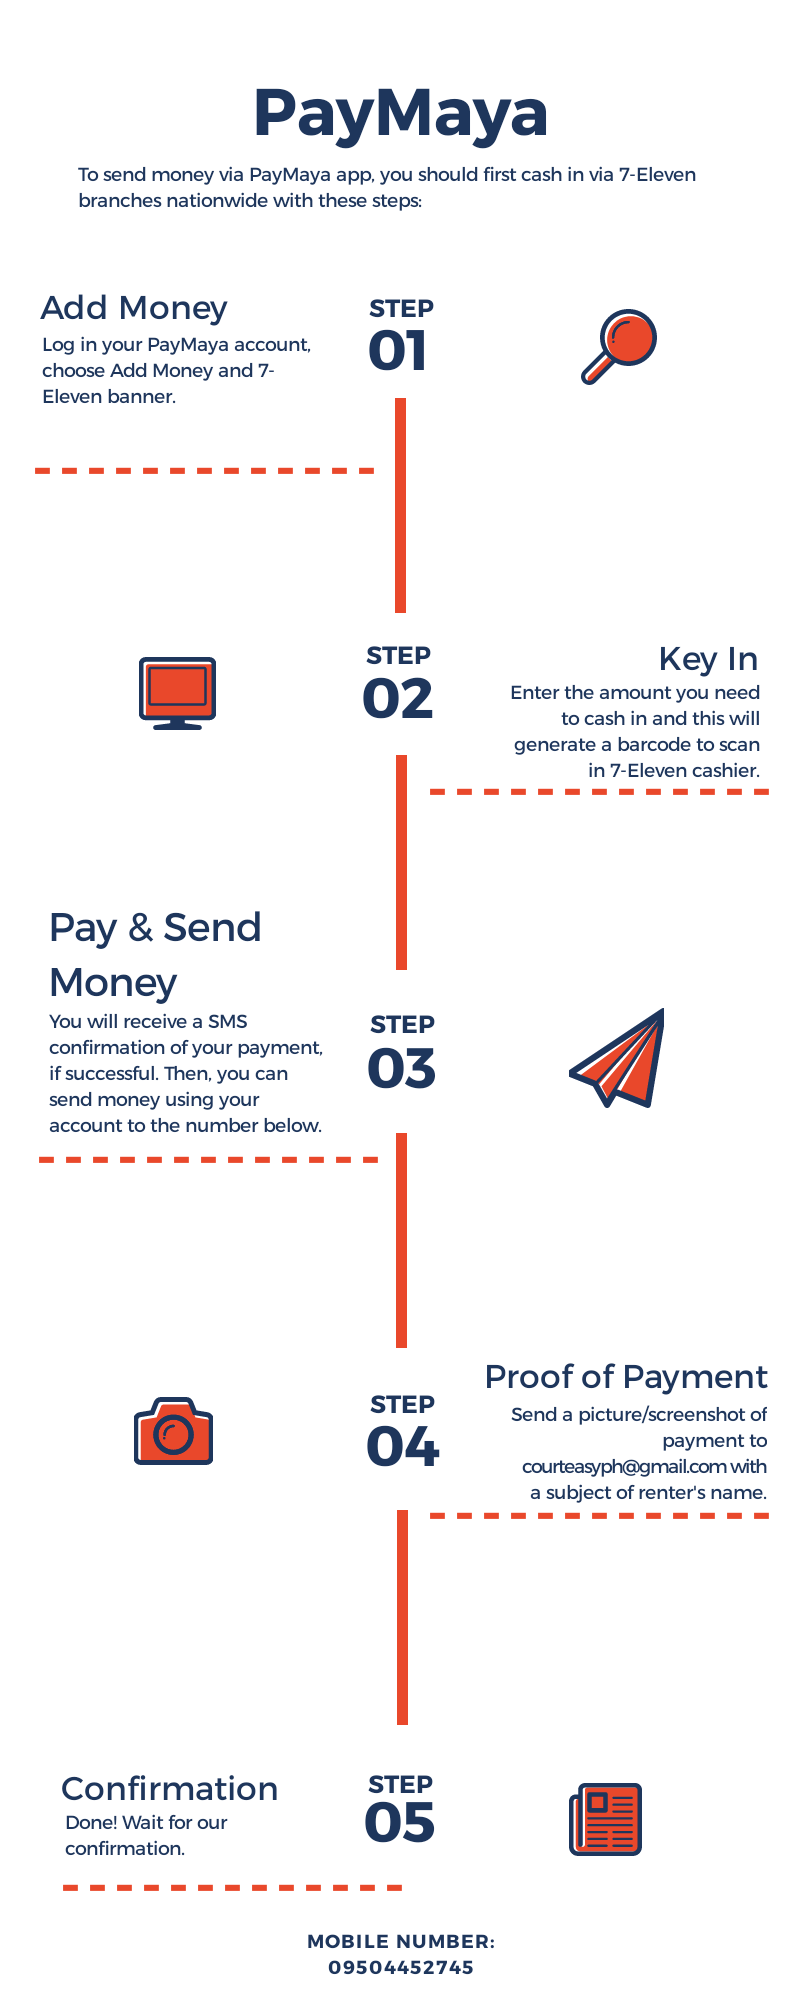 PayMaya
To send money via PayMaya app, you should first cash in via 7-Eleven
branches nationwide with these steps:
Add Money
Log in your PayMaya account,
choose Add Money and 7-
Eleven banner.
STEP
01
STEP
02
Key In
Enter the amount you need
to cash in and this will
generate a barcode to scan
in 7-Eleven cashier.
Pay & Send
Money
You will receive a SMS
confirmation of your payment,
if successful. Then, you can
send money using your
account to the number below.
STEP
03
STEP
04
Proof of Payment
Send a picture/screenshot of
payment to
courteasyph@gmail.com with
a subject of renter's name.
Confirmation
Done! Wait for our
confirmation.
STEP
05
MOBILE NUMBER:
09504452745